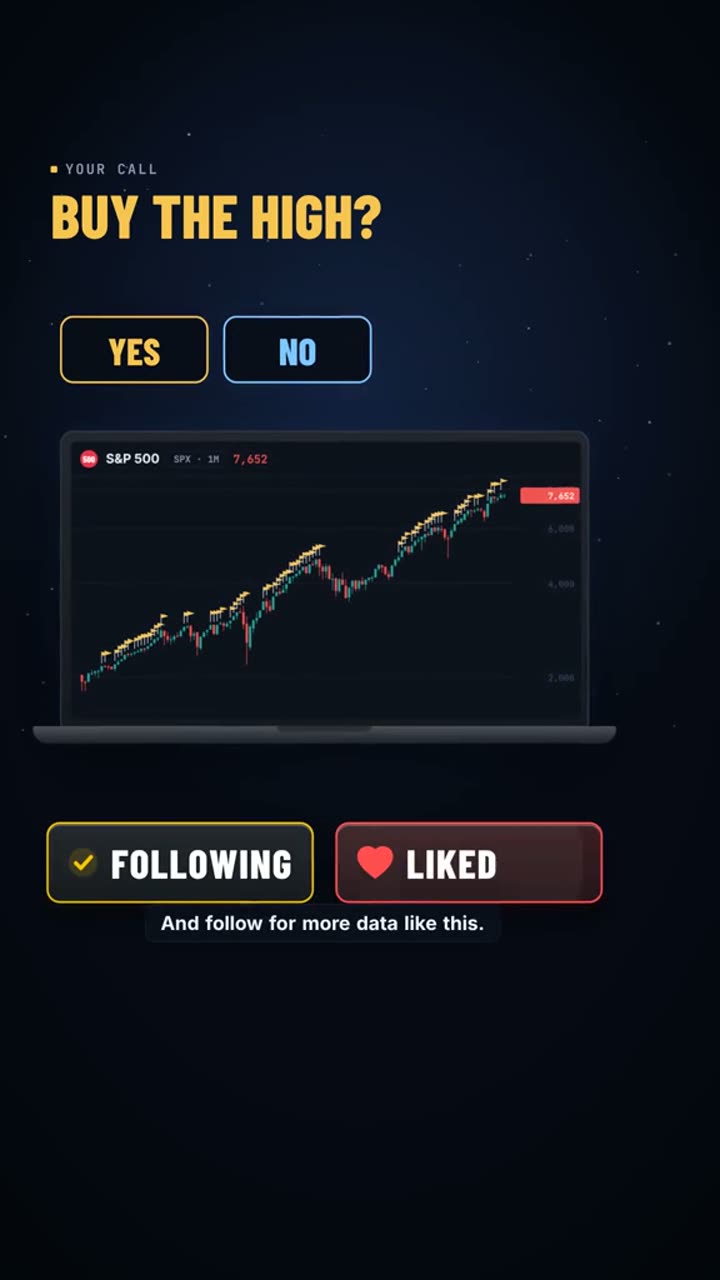 YOUR CALL
BUY THE HIGH?
YES NO
500 S&P 500 SPX · 1M 7,652
7,652
6,000
4,000
2,000
FOLLOWING LIKED
And follow for more data like this.